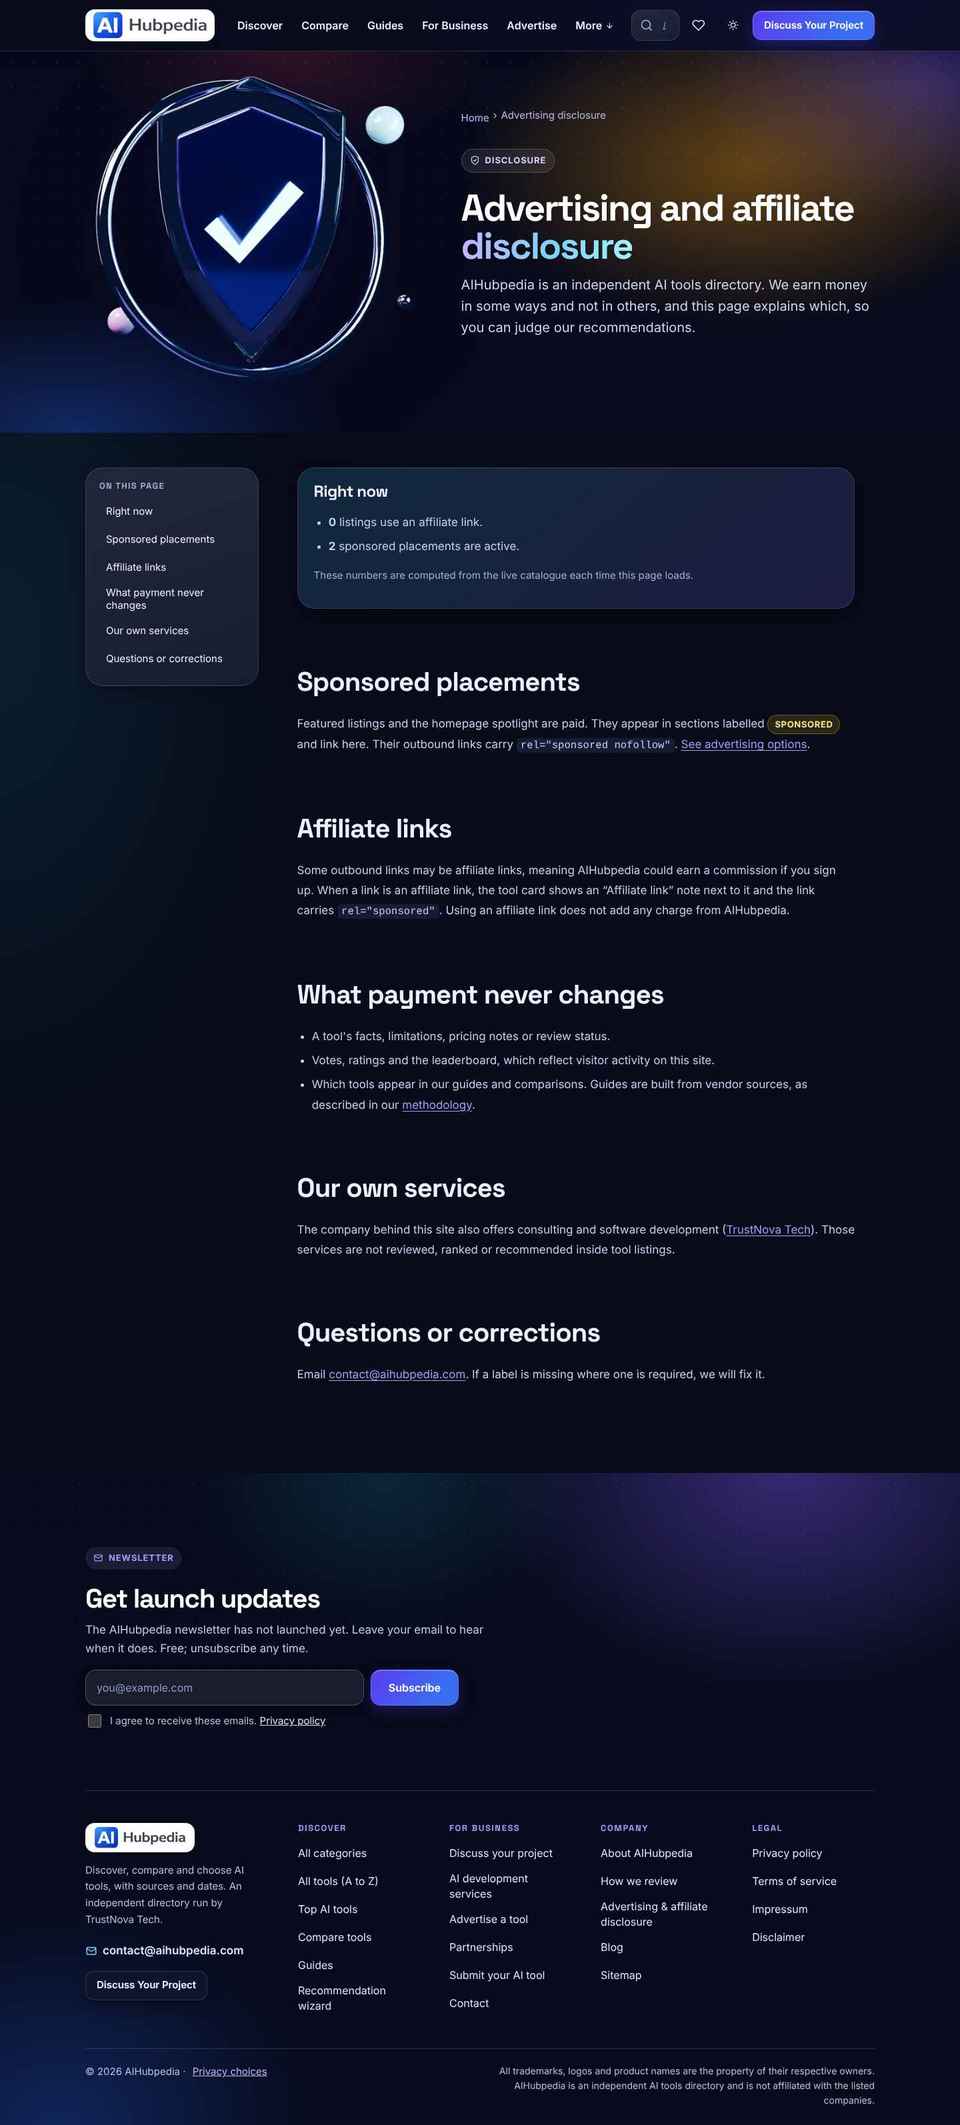 AI Hubpedia
Discover Compare Guides For Business Advertise More ↓ / Discuss Your Project
Home › Advertising disclosure
DISCLOSURE
Advertising and affiliate
disclosure
AIHubpedia is an independent AI tools directory. We earn money
in some ways and not in others, and this page explains which, so
you can judge our recommendations.
ON THIS PAGE
Right now
Sponsored placements
Affiliate links
What payment never
changes
Our own services
Questions or corrections
Right now
• 0 listings use an affiliate link.
• 2 sponsored placements are active.
These numbers are computed from the live catalogue each time this page loads.
Sponsored placements
Featured listings and the homepage spotlight are paid. They appear in sections labelled SPONSORED
and link here. Their outbound links carry rel="sponsored nofollow". See advertising options.
Affiliate links
Some outbound links may be affiliate links, meaning AIHubpedia could earn a commission if you sign
up. When a link is an affiliate link, the tool card shows an “Affiliate link” note next to it and the link
carries rel="sponsored". Using an affiliate link does not add any charge from AIHubpedia.
What payment never changes
• A tool's facts, limitations, pricing notes or review status.
• Votes, ratings and the leaderboard, which reflect visitor activity on this site.
• Which tools appear in our guides and comparisons. Guides are built from vendor sources, as
described in our methodology.
Our own services
The company behind this site also offers consulting and software development (TrustNova Tech). Those
services are not reviewed, ranked or recommended inside tool listings.
Questions or corrections
Email contact@aihubpedia.com. If a label is missing where one is required, we will fix it.
NEWSLETTER
Get launch updates
The AIHubpedia newsletter has not launched yet. Leave your email to hear
when it does. Free; unsubscribe any time.
you@example.com
Subscribe
I agree to receive these emails. Privacy policy
AI Hubpedia
Discover, compare and choose AI
tools, with sources and dates. An
independent directory run by
TrustNova Tech.
contact@aihubpedia.com
Discuss Your Project
DISCOVER
All categories
All tools (A to Z)
Top AI tools
Compare tools
Guides
Recommendation
wizard
FOR BUSINESS
Discuss your project
AI development
services
Advertise a tool
Partnerships
Submit your AI tool
Contact
COMPANY
About AIHubpedia
How we review
Advertising & affiliate
disclosure
Blog
Sitemap
LEGAL
Privacy policy
Terms of service
Impressum
Disclaimer
© 2026 AIHubpedia · Privacy choices
All trademarks, logos and product names are the property of their respective owners.
AIHubpedia is an independent AI tools directory and is not affiliated with the listed
companies.